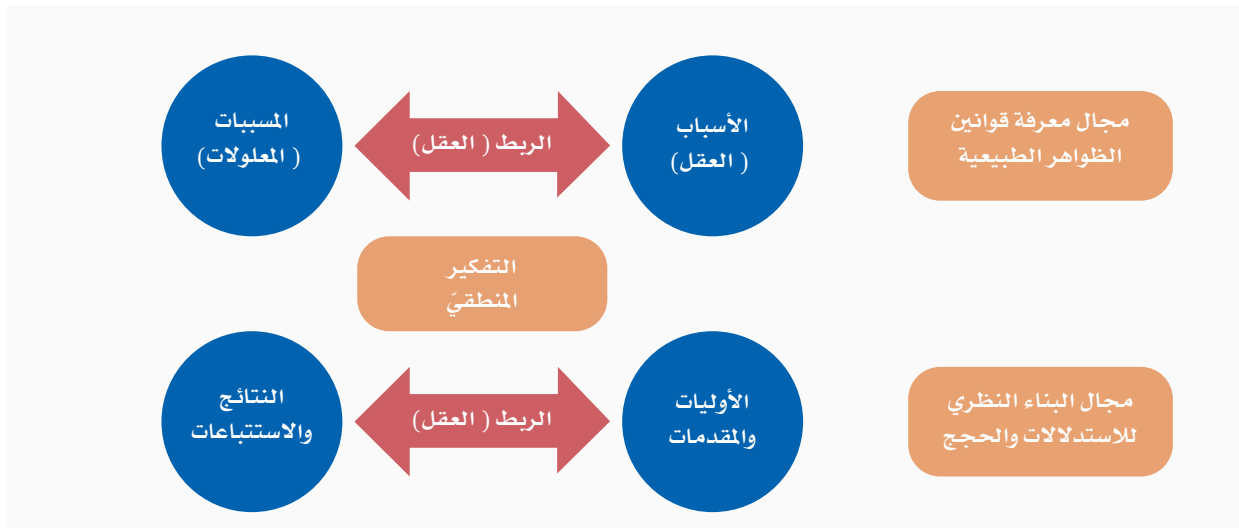 مجال معرفة قوانين
الظواهر الطبيعية
الأسباب
( العقل)
الربط ( العقل)
المسببات
( المعلولات)
التفكير
المنطقيّ
مجال البناء النظري
للاستدلالات والحجج
الأوليات
والمقدمات
الربط ( العقل)
النتائج
والاستتباعات